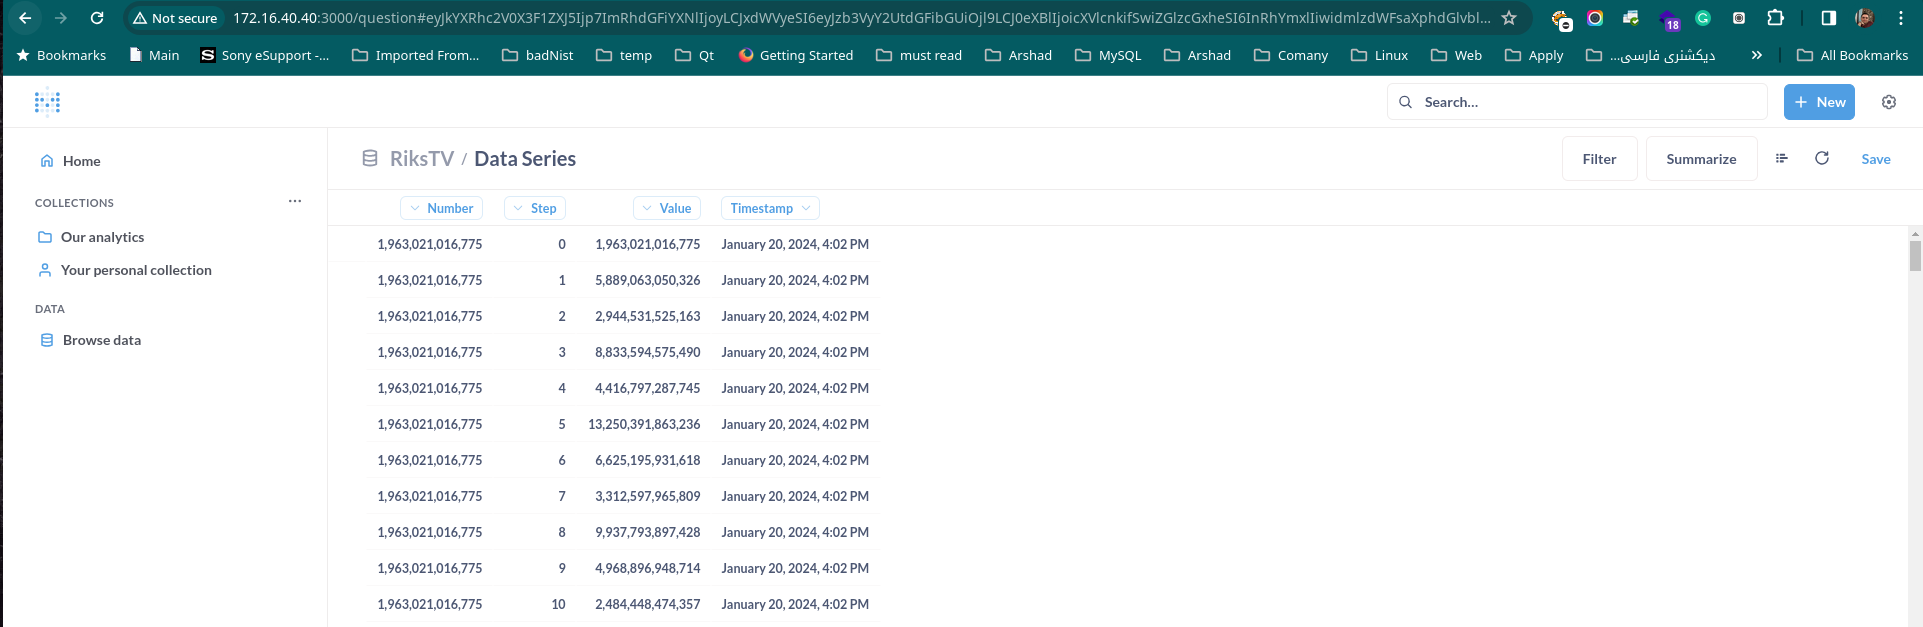 Not secure 172.16.40.40:3000/question#eyJkYXRhc2V0X3F1ZXJ5Ijp7ImRhdGFiYXNlIjoyLCJxdWVyeSI6eyJzb3VyY2UtdGFibGUiOjl9LCJ0eXBlIjoicXVlcnkifSwiZGlzcGxheSI6InRhYmxlIiwidmlzdWFsaXphdGlvbl... 18
Bookmarks Main Sony eSupport -... Imported From... badNist temp Qt Getting Started must read Arshad MySQL Arshad Comany Linux Web Apply دیکشنری فارسی... » All Bookmarks
Search... + New
Home
RiksTV / Data Series Filter Summarize Save
COLLECTIONS ...
Number Step Value Timestamp
Our analytics
1,963,021,016,775 0 1,963,021,016,775 January 20, 2024, 4:02 PM
Your personal collection
1,963,021,016,775 1 5,889,063,050,326 January 20, 2024, 4:02 PM
DATA
1,963,021,016,775 2 2,944,531,525,163 January 20, 2024, 4:02 PM
Browse data
1,963,021,016,775 3 8,833,594,575,490 January 20, 2024, 4:02 PM
1,963,021,016,775 4 4,416,797,287,745 January 20, 2024, 4:02 PM
1,963,021,016,775 5 13,250,391,863,236 January 20, 2024, 4:02 PM
1,963,021,016,775 6 6,625,195,931,618 January 20, 2024, 4:02 PM
1,963,021,016,775 7 3,312,597,965,809 January 20, 2024, 4:02 PM
1,963,021,016,775 8 9,937,793,897,428 January 20, 2024, 4:02 PM
1,963,021,016,775 9 4,968,896,948,714 January 20, 2024, 4:02 PM
1,963,021,016,775 10 2,484,448,474,357 January 20, 2024, 4:02 PM